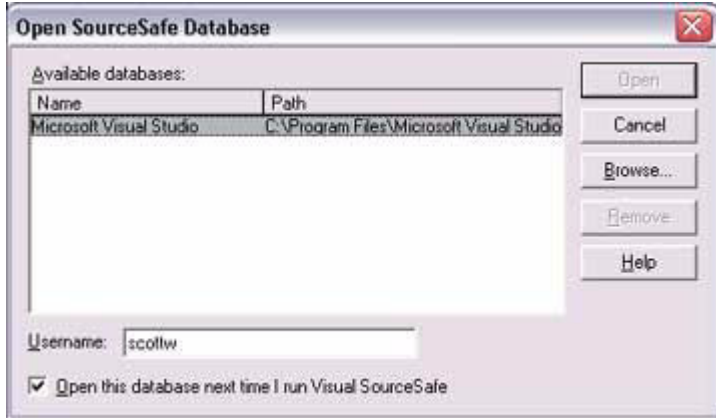 Open SourceSafe Database
Available databases:
Name Path
Microsoft Visual Studio C:\Program Files\Microsoft Visual Studio
Username: scottw
Open this database next time I run Visual SourceSafe
Open
Cancel
Browse...
Remove
Help